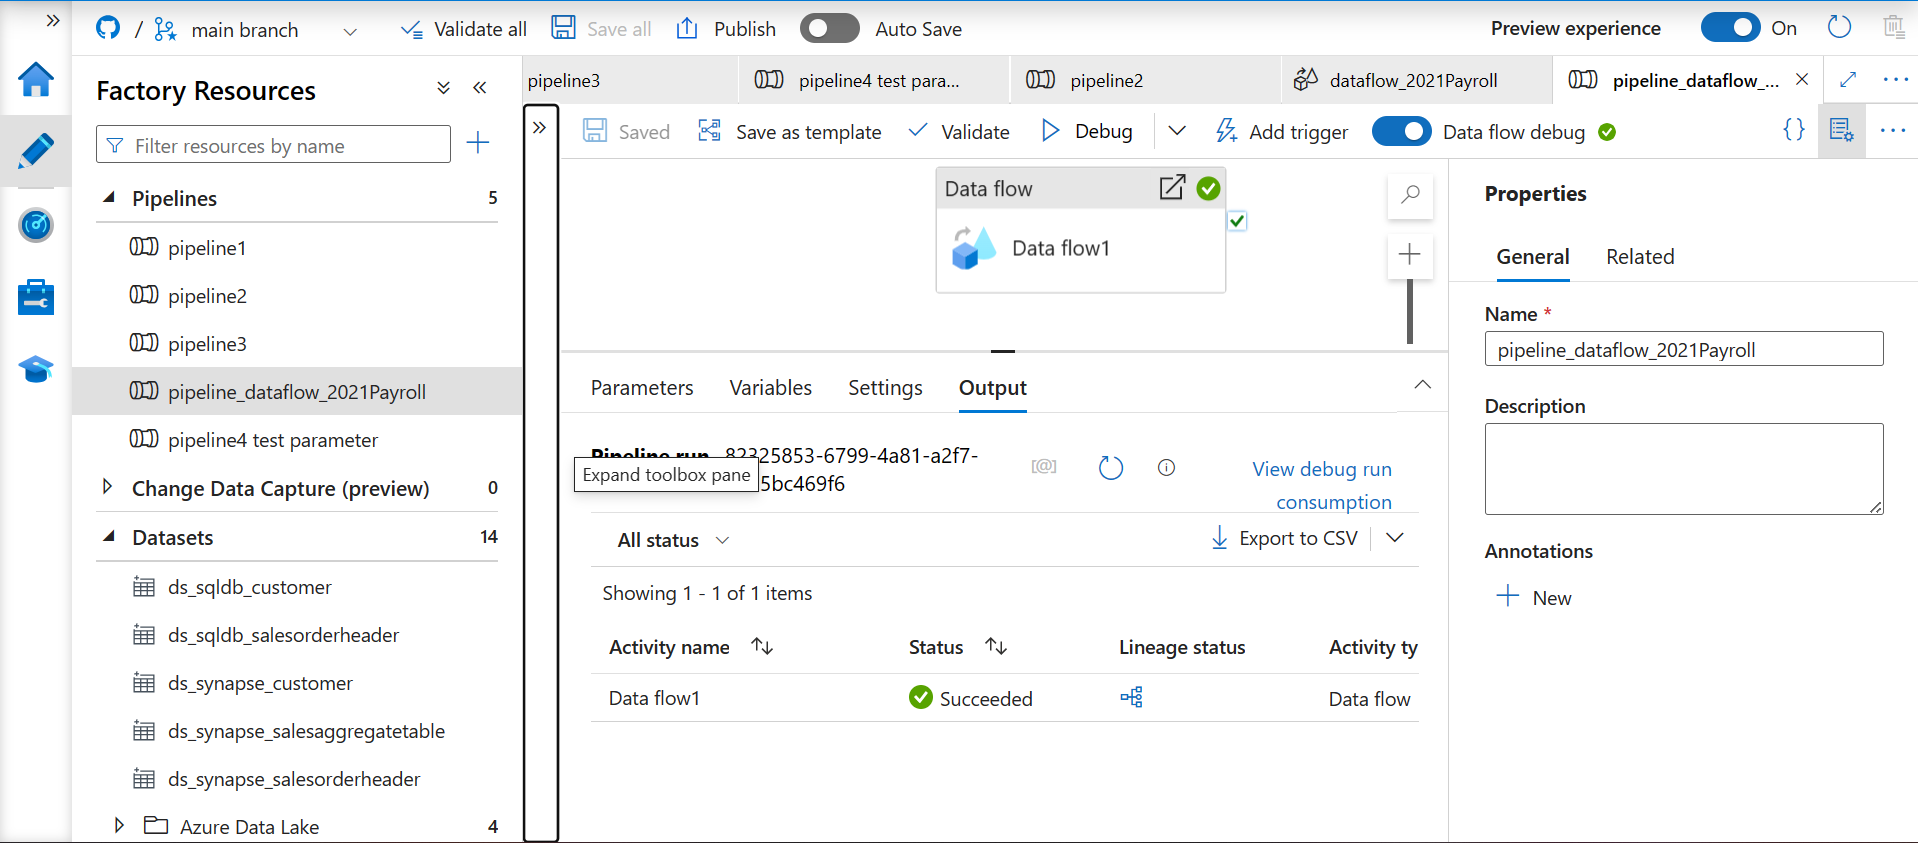 / main branch Validate all Save all Publish Auto Save Preview experience On
Factory Resources
Filter resources by name
Pipelines 5
pipeline1
pipeline2
pipeline3
pipeline_dataflow_2021Payroll
pipeline4 test parameter
Change Data Capture (preview) 0
Datasets 14
ds_sqldb_customer
ds_sqldb_salesorderheader
ds_synapse_customer
ds_synapse_salesaggregatetable
ds_synapse_salesorderheader
Azure Data Lake 4
pipeline3 pipeline4 test para... pipeline2 dataflow_2021Payroll pipeline_dataflow_...
Saved Save as template Validate Debug Add trigger Data flow debug
Data flow
Data flow1
Parameters Variables Settings Output
Pipeline run 82325853-6799-4a81-a2f7-
5bc469f6
Expand toolbox pane
View debug run
consumption
All status Export to CSV
Showing 1 - 1 of 1 items
Activity name Status Lineage status Activity ty
Data flow1 Succeeded Data flow
Properties
General Related
Name *
pipeline_dataflow_2021Payroll
Description
Annotations
New